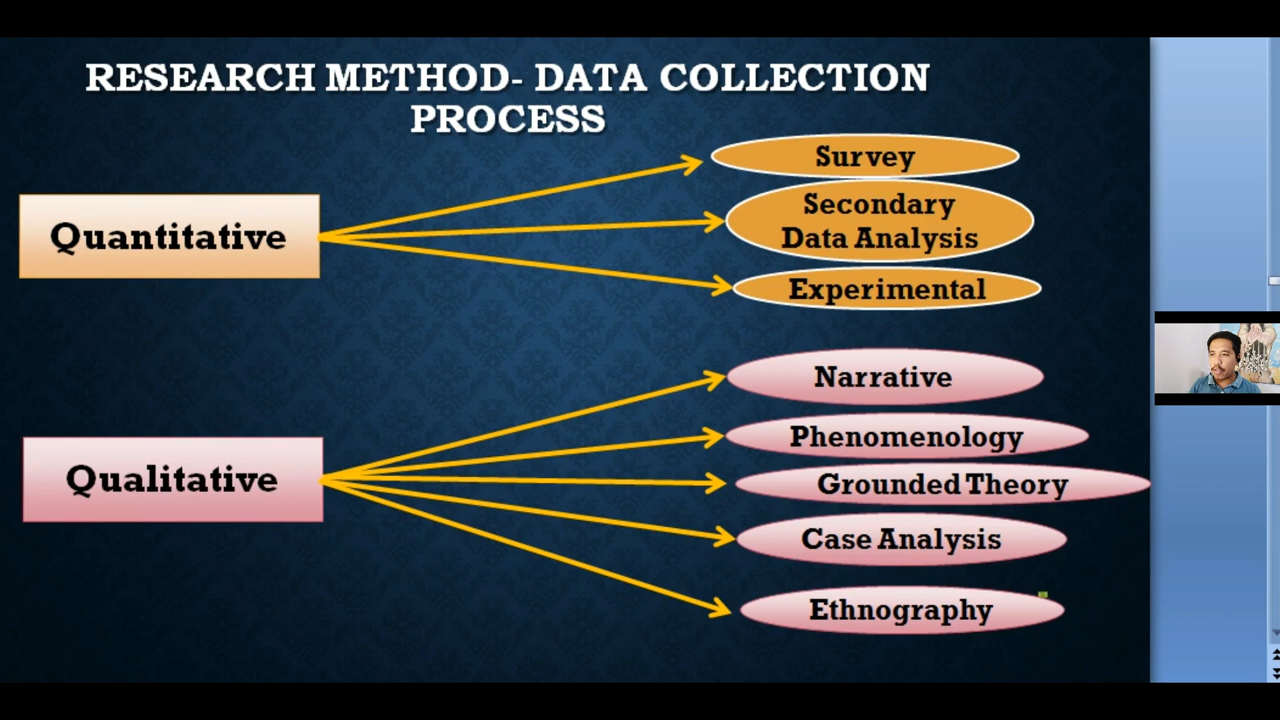 RESEARCH METHOD- DATA COLLECTION
PROCESS
Quantitative
Survey
Secondary
Data Analysis
Experimental
Qualitative
Narrative
Phenomenology
Grounded Theory
Case Analysis
Ethnography